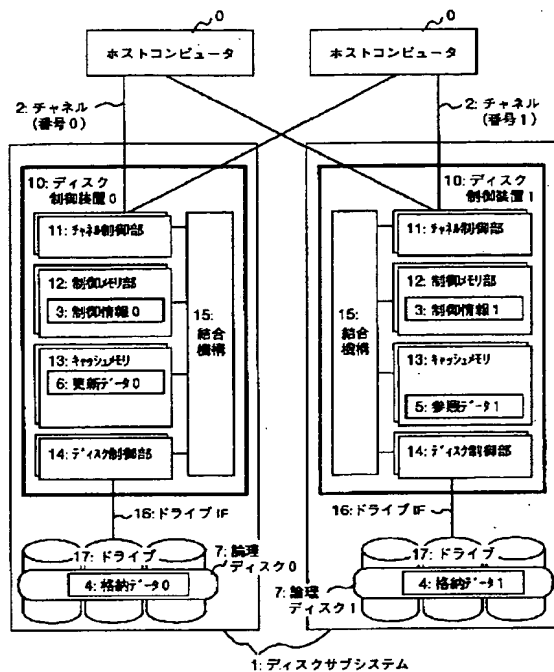 0
0
ホストコンピュータ
ホストコンピュータ
2: チャネル
(番号0)
2: チャネル
(番号1)
10: ディスク
制御装置0
11: チャネル制御部
12: 制御メモリ部
3: 制御情報0
13: キャッシュメモリ
6: 更新データ0
14: ディスク制御部
15:
結合
機構
16: ドライブIF
17: ドライブ
7: 論理
ディスク0
4: 格納データ0
10: ディスク
制御装置1
11: チャネル制御部
12: 制御メモリ部
3: 制御情報1
13: キャッシュメモリ
5: 参照データ1
14: ディスク制御部
15:
結合
機構
16: ドライブIF
17: ドライブ
7: 論理
ディスク1
4: 格納データ1
1: ディスクサブシステム